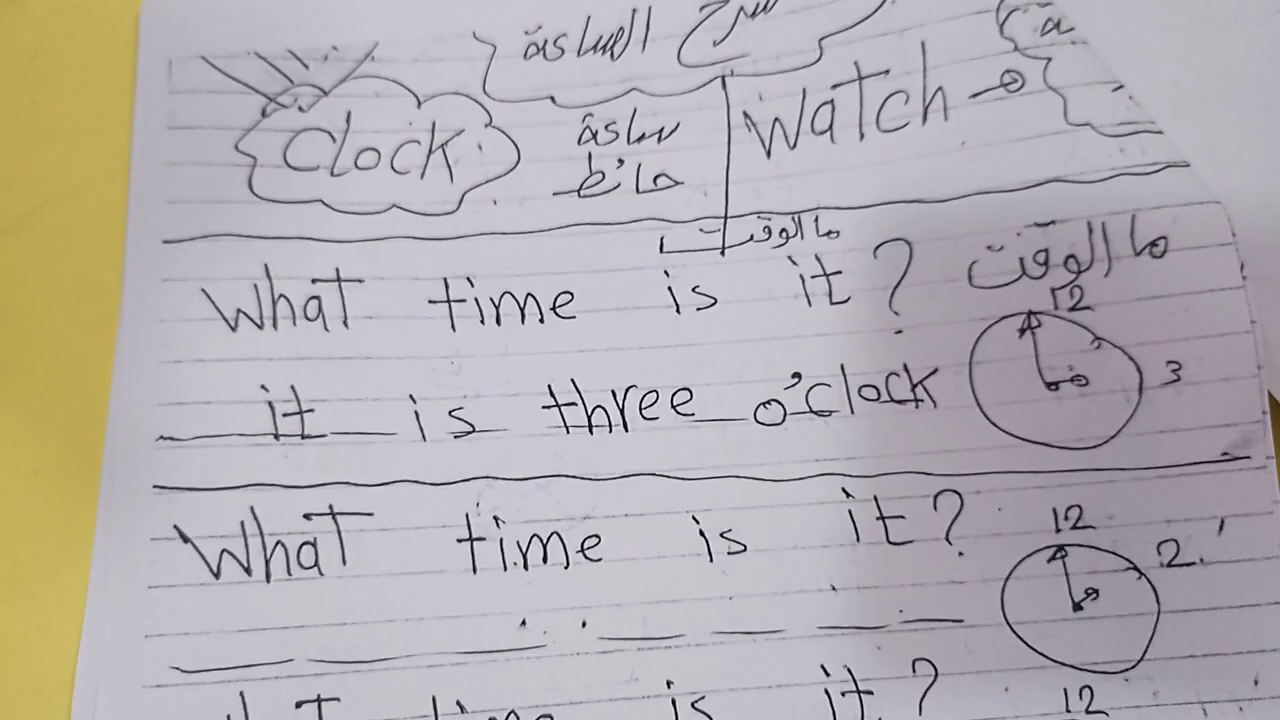 شرح الساعة
Clock ساعة حائط Watch
ما الوقت
What time is it? ما الوقت
12
it is three o'clock 3
What time is it? 12
2
time is it?
12